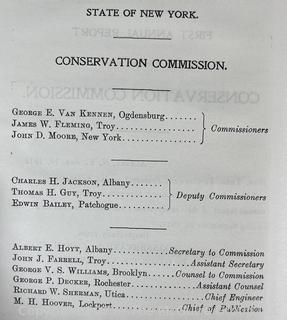 STATE OF NEW YORK.
CONSERVATION COMMISSION.
GEORGE E. VAN KENNEN, Ogdensburg.......
JAMES W. FLEMING, Troy............... Commissioners
JOHN D. MOORE, New York...............
CHARLES H. JACKSON, Albany.......
THOMAS H. GUY, Troy............... Deputy Commissioners
EDWIN BAILEY, Patchogue.............
ALBERT E. HOYT, Albany...............Secretary to Commission
JOHN J. FARRELL, Troy...............Assistant Secretary
GEORGE V. S. WILLIAMS, Brooklyn......Counsel to Commission
GEORGE P. DECKER, Rochester...............Assistant Counsel
RICHARD W. SHERMAN, Utica...............Chief Engineer
M. H. HOOVER, Lockport...............Chief of Publication